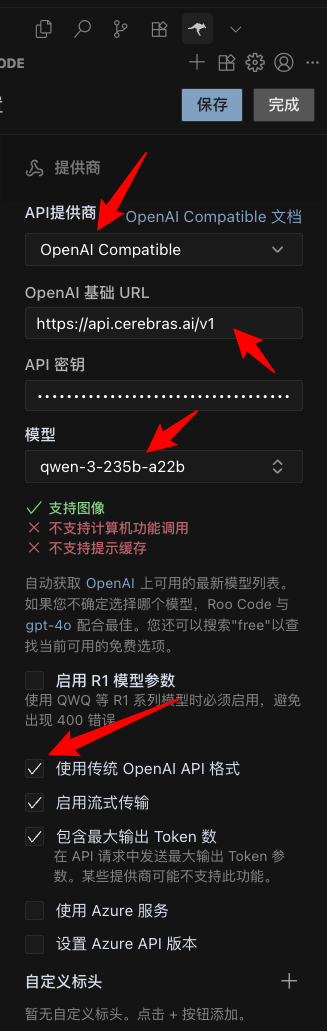 ODE
置
保存
完成
提供商
API提供商
OpenAI Compatible 文档
OpenAI Compatible
OpenAI 基础 URL
https://api.cerebras.ai/v1
API 密钥
••••••••••••••••••••••••••••••••••
模型
qwen-3-235b-a22b
支持图像
不支持计算机功能调用
不支持提示缓存
自动获取 OpenAI 上可用的最新模型列表。
如果您不确定选择哪个模型，Roo Code 与
gpt-4o 配合最佳。您还可以搜索"free"以查
找当前可用的免费选项。
启用 R1 模型参数
使用 QWQ 等 R1 系列模型时必须启用，避免
出现 400 错误
使用传统 OpenAI API 格式
启用流式传输
包含最大输出 Token 数
在 API 请求中发送最大输出 Token 参
数。某些提供商可能不支持此功能。
使用 Azure 服务
设置 Azure API 版本
自定义标头
暂无自定义标头。点击 + 按钮添加。